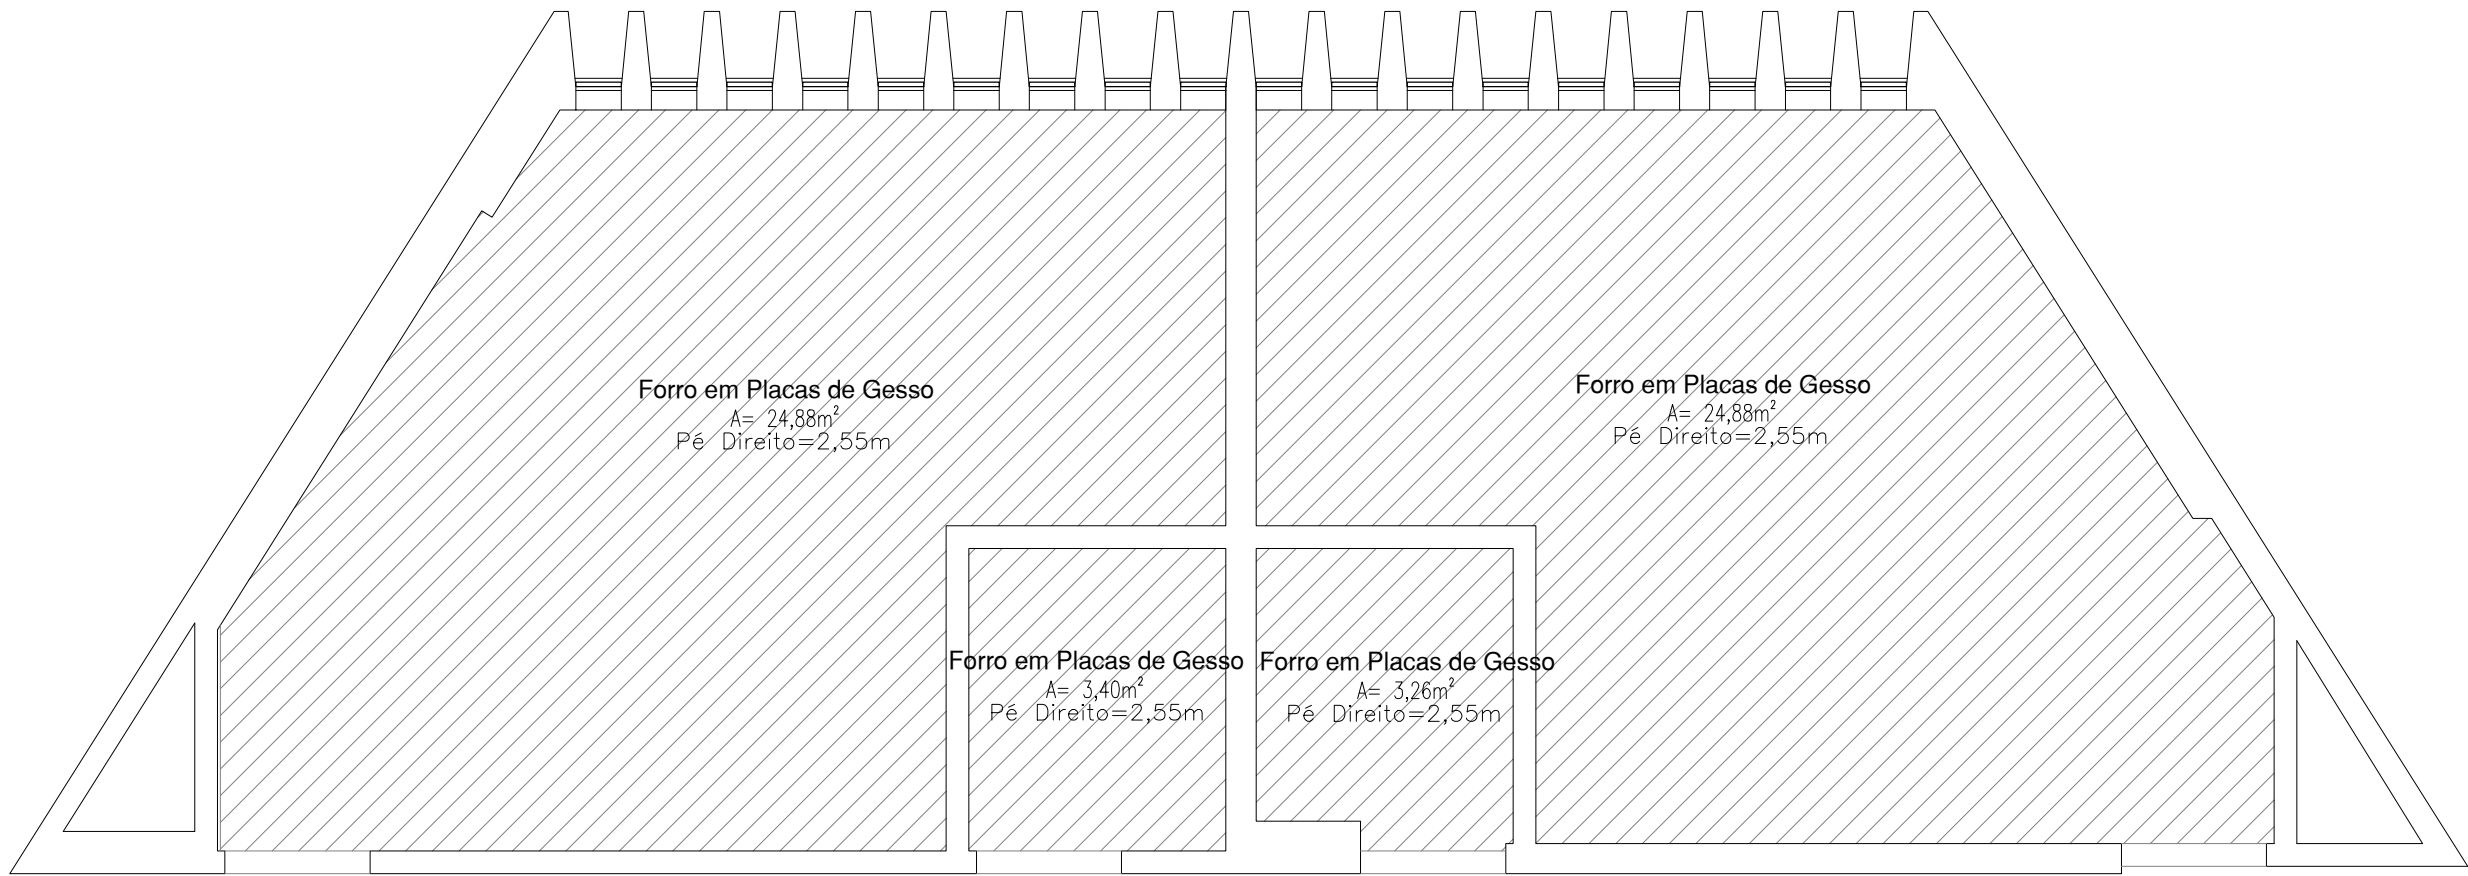 Forro em Placas de Gesso
A= 24,88m²
Pé Direito=2,55m
Forro em Placas de Gesso
A= 24,88m²
Pé Direito=2,55m
Forro em Placas de Gesso
A= 3,40m²
Pé Direito=2,55m
Forro em Placas de Gesso
A= 3,26m²
Pé Direito=2,55m